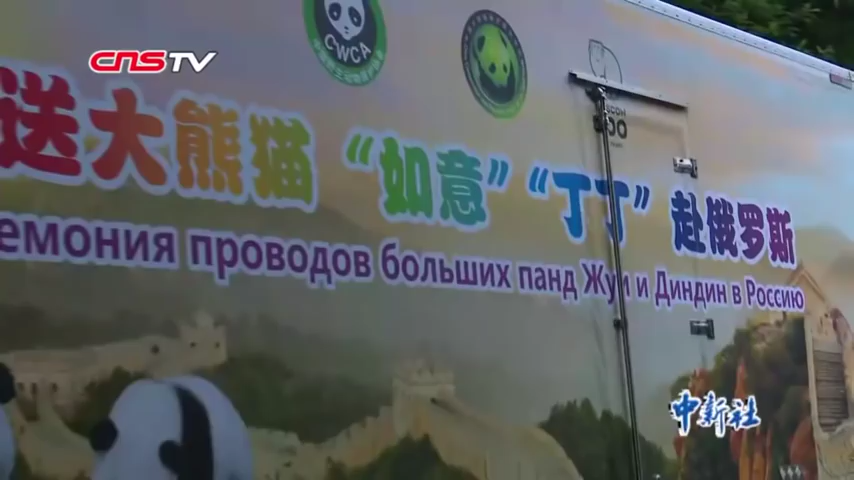 CNSTV
CWCA
送大熊猫“如意”“丁丁”赴俄罗斯
емония проводов больших панд Жуи и Диндин в Россию
中新社